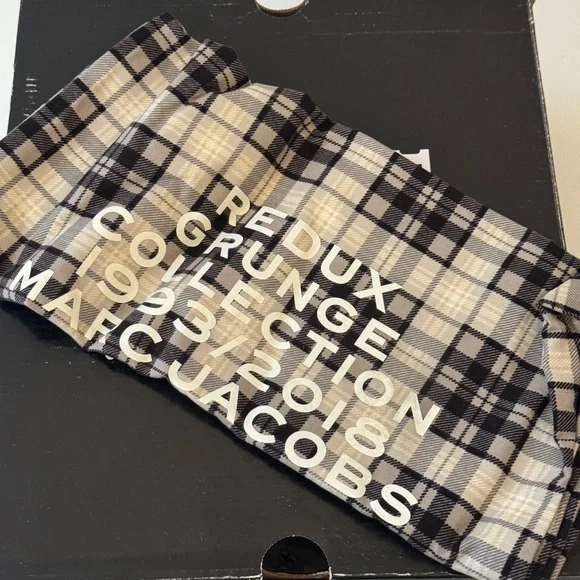 REDUX
GRUNGE
COLLECTION
1993/2018
MARC JACOBS